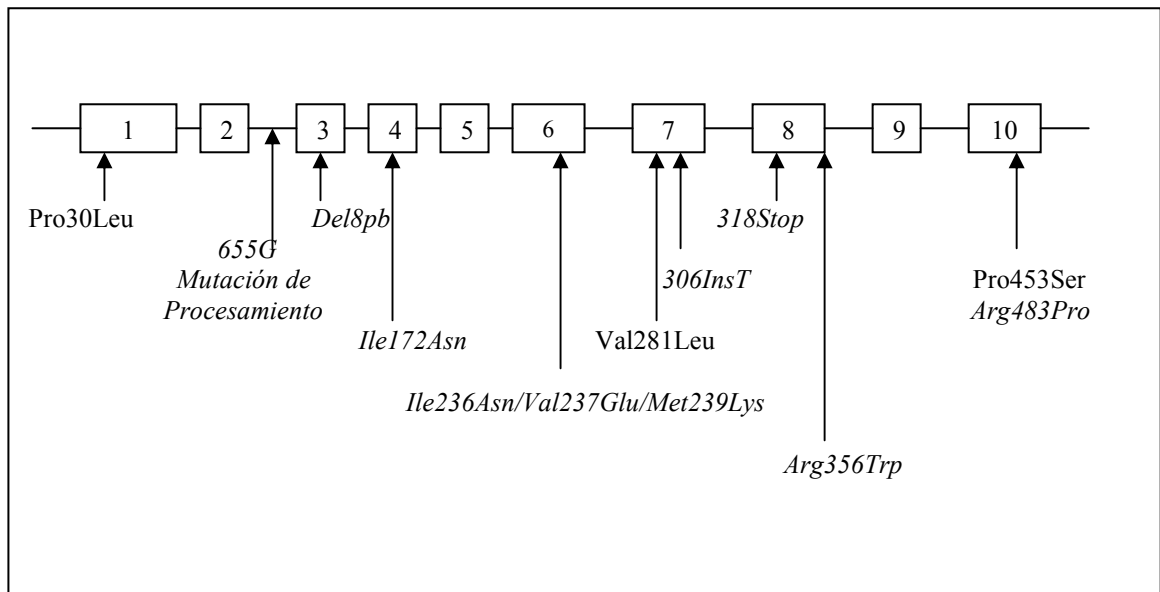 1 2 3 4 5 6 7 8 9 10
Pro30Leu
Del8pb
318Stop
655G
Mutación de
Procesamiento
306InsT
Pro453Ser
Arg483Pro
Ile172Asn
Val281Leu
Ile236Asn/Val237Glu/Met239Lys
Arg356Trp